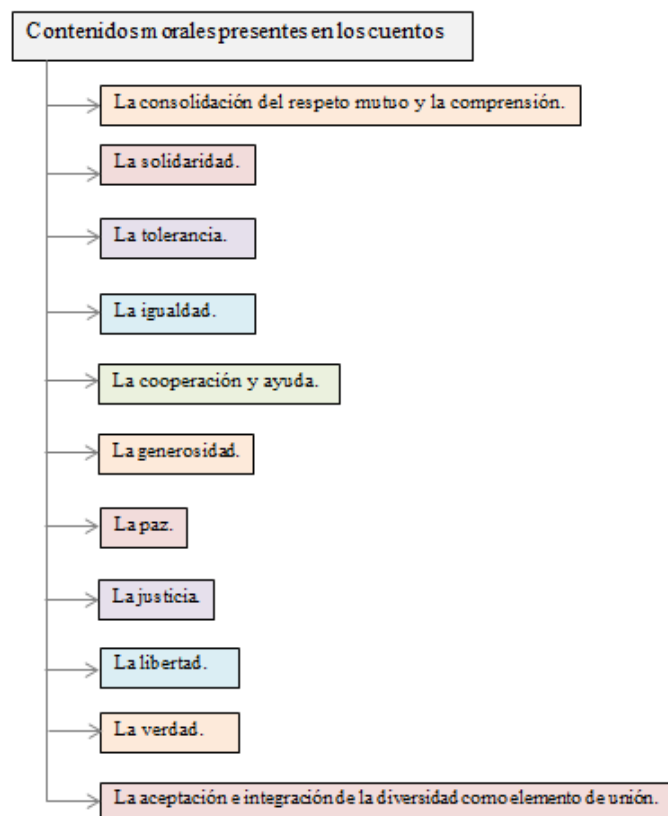 Contenidos morales presentes en los cuentos
La consolidación del respeto mutuo y la comprensión.
La solidaridad.
La tolerancia.
La igualdad.
La cooperación y ayuda.
La generosidad.
La paz.
La justicia.
La libertad.
La verdad.
La aceptación e integración de la diversidad como elemento de unión.